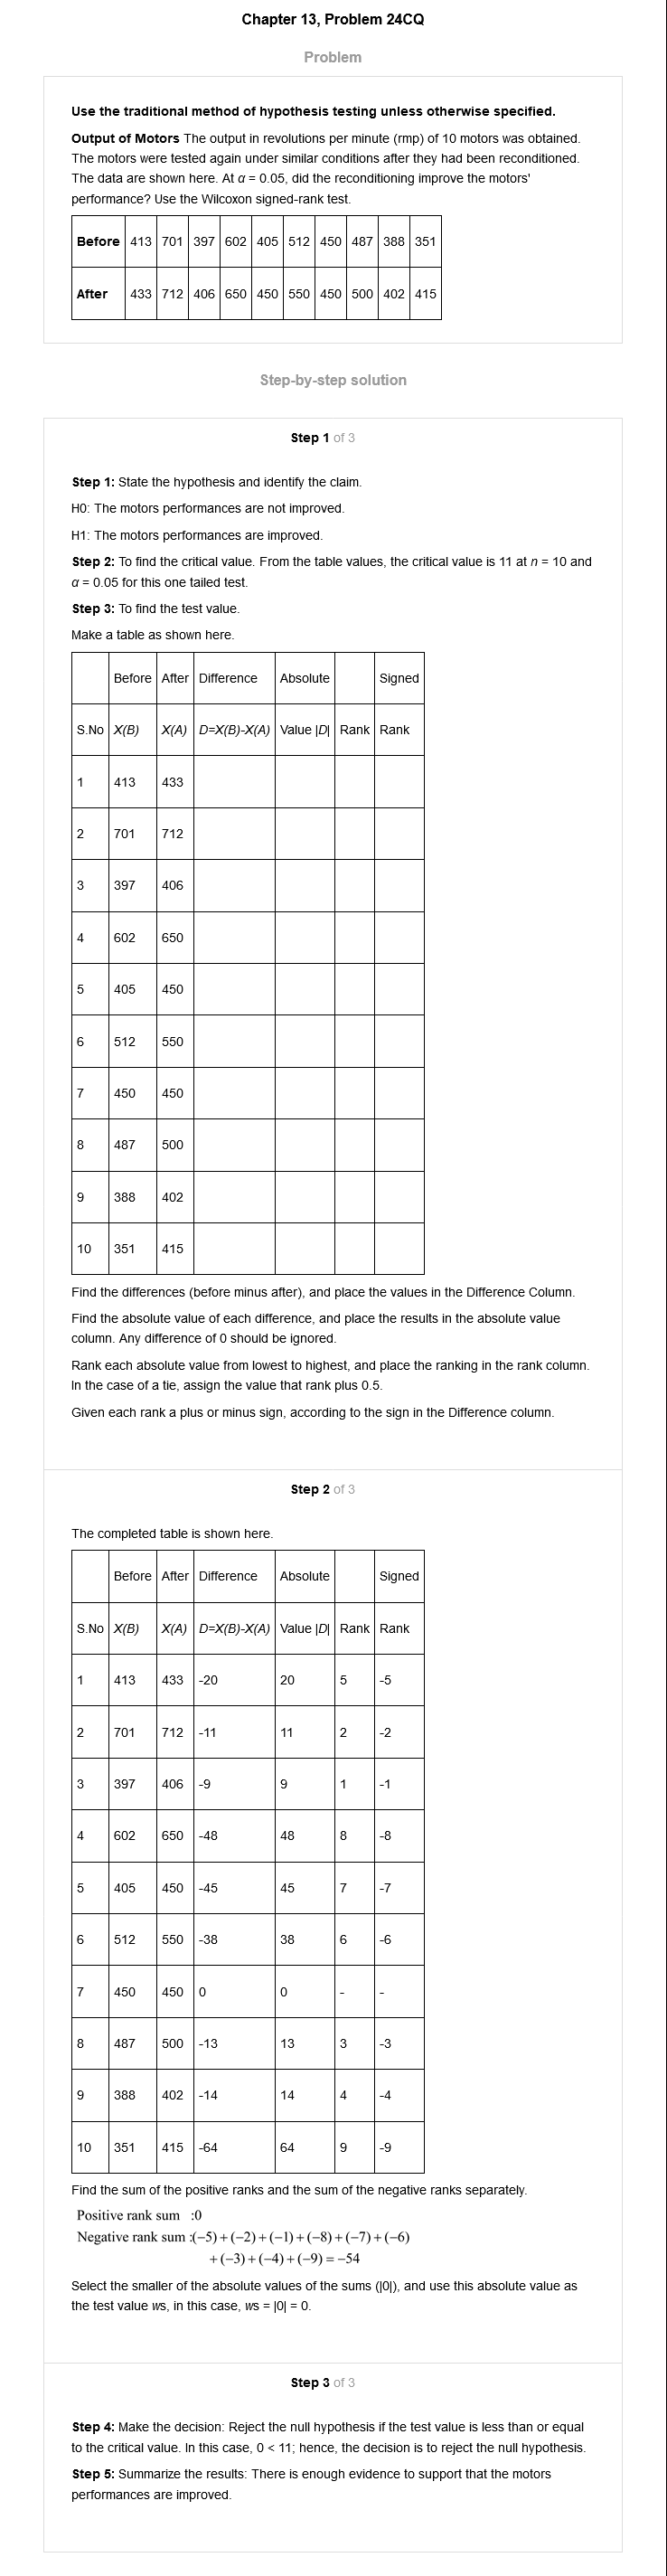 Chapter 13, Problem 24CQ
Problem
Use the traditional method of hypothesis testing unless otherwise specified.
Output of Motors The output in revolutions per minute (rmp) of 10 motors was obtained.
The motors were tested again under similar conditions after they had been reconditioned.
The data are shown here. At α = 0.05, did the reconditioning improve the motors'
performance? Use the Wilcoxon signed-rank test.
Before 413 701 397 602 405 512 450 487 388 351
After 433 712 406 650 450 550 450 500 402 415
Step-by-step solution
Step 1 of 3
Step 1: State the hypothesis and identify the claim.
H0: The motors performances are not improved.
H1: The motors performances are improved.
Step 2: To find the critical value. From the table values, the critical value is 11 at n = 10 and
α = 0.05 for this one tailed test.
Step 3: To find the test value.
Make a table as shown here.
Before After Difference Absolute Signed
S.No X(B) X(A) D=X(B)-X(A) Value |D| Rank Rank
1 413 433
2 701 712
3 397 406
4 602 650
5 405 450
6 512 550
7 450 450
8 487 500
9 388 402
10 351 415
Find the differences (before minus after), and place the values in the Difference Column.
Find the absolute value of each difference, and place the results in the absolute value
column. Any difference of 0 should be ignored.
Rank each absolute value from lowest to highest, and place the ranking in the rank column.
In the case of a tie, assign the value that rank plus 0.5.
Given each rank a plus or minus sign, according to the sign in the Difference column.
Step 2 of 3
The completed table is shown here.
Before After Difference Absolute Signed
S.No X(B) X(A) D=X(B)-X(A) Value |D| Rank Rank
1 413 433 -20 20 5 -5
2 701 712 -11 11 2 -2
3 397 406 -9 9 1 -1
4 602 650 -48 48 8 -8
5 405 450 -45 45 7 -7
6 512 550 -38 38 6 -6
7 450 450 0 0 - -
8 487 500 -13 13 3 -3
9 388 402 -14 14 4 -4
10 351 415 -64 64 9 -9
Find the sum of the positive ranks and the sum of the negative ranks separately.
Positive rank sum :0
Negative rank sum :(−5)+(−2)+(−1)+(−8)+(−7)+(−6)
+(−3)+(−4)+(−9)=−54
Select the smaller of the absolute values of the sums (|0|), and use this absolute value as
the test value ws, in this case, ws = |0| = 0.
Step 3 of 3
Step 4: Make the decision: Reject the null hypothesis if the test value is less than or equal
to the critical value. In this case, 0 < 11; hence, the decision is to reject the null hypothesis.
Step 5: Summarize the results: There is enough evidence to support that the motors
performances are improved.